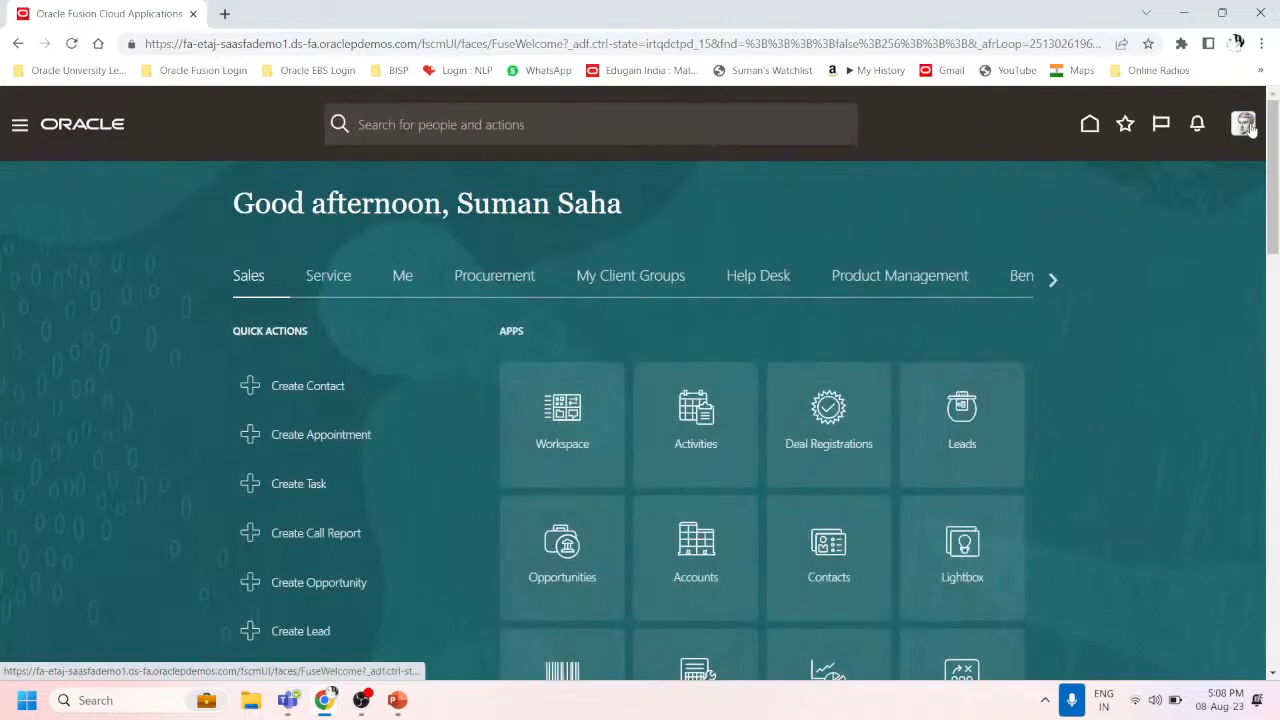 Oracle Fusion Cloud Applications
https://fa-etaj-saasfademo1.ds-fa.oraclepdemos.com/fscmUI/faces/FuseWelcome?_adf.ctrl-state=irtqdctpd_15&fnd=%3B%3B%3B%3Bfalse%3B256%3B%3B%3B&_afrLoop=2513026196...
Oracle University Le...
Oracle Fusion Login
Oracle EBS Login
BISP
Login : NLP
WhatsApp
Edugain India : Mat...
Suman's Watchlist
My History
Gmail
YouTube
Maps
Online Radios
»
ORACLE
Search for people and actions
Good afternoon, Suman Saha
Sales
Service
Me
Procurement
My Client Groups
Help Desk
Product Management
Ben
QUICK ACTIONS
APPS
Create Contact
Create Appointment
Create Task
Create Call Report
Create Opportunity
Create Lead
Workspace
Activities
Deal Registrations
Leads
Opportunities
Accounts
Contacts
Lightbox
https://fa-etaj-saasfademo1.ds-fa.oraclepdemos.com/fscmUI/faces/FuseWelcome?_adf.ctrl-st...
Search
ENG
IN
5:08 PM
08-Aug 23